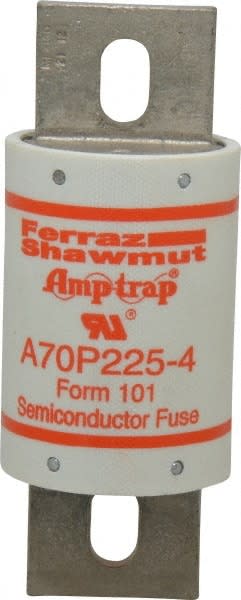 Ferraz
Shawmut
Amp-trap®
A70P225-4
Form 101
Semiconductor Fuse